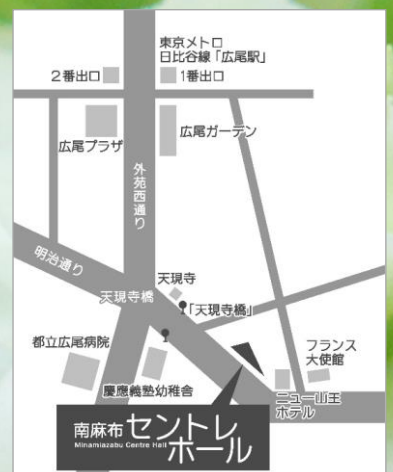 東京メトロ
日比谷線「広尾駅」
2番出口
1番出口
広尾プラザ
広尾ガーデン
外苑西通り
明治通り
天現寺
天現寺橋
「天現寺橋」
都立広尾病院
慶應義塾幼稚舎
フランス
大使館
ニュー山王
ホテル
南麻布セントレ
ホール
Minamiazabu Centre Hall